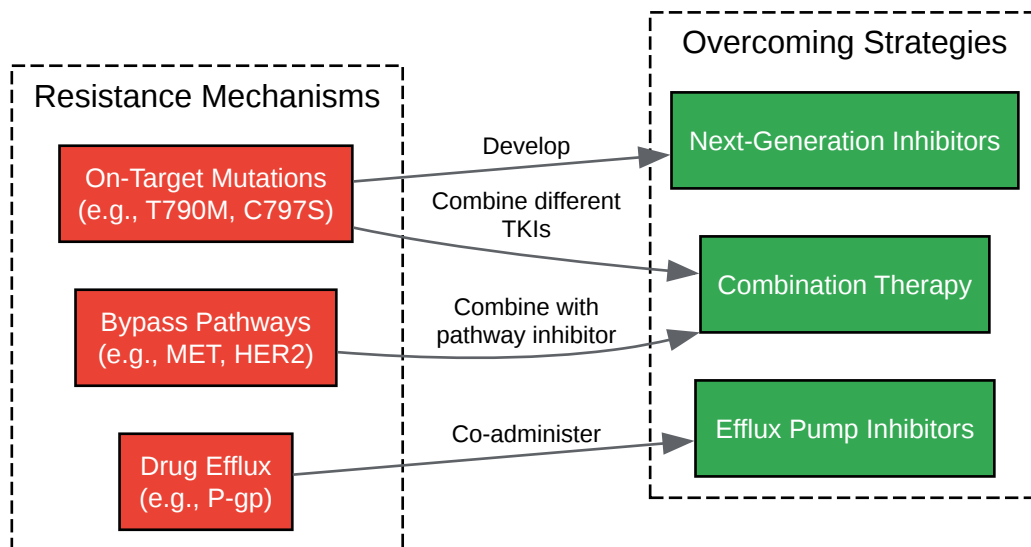 Overcoming Strategies
Resistance Mechanisms
Next-Generation Inhibitors
Develop
On-Target Mutations
(e.g., T790M, C797S)
Combine different
TKIs
Combination Therapy
Bypass Pathways
(e.g., MET, HER2)
Combine with
pathway inhibitor
Efflux Pump Inhibitors
Co-administer
Drug Efflux
(e.g., P-gp)